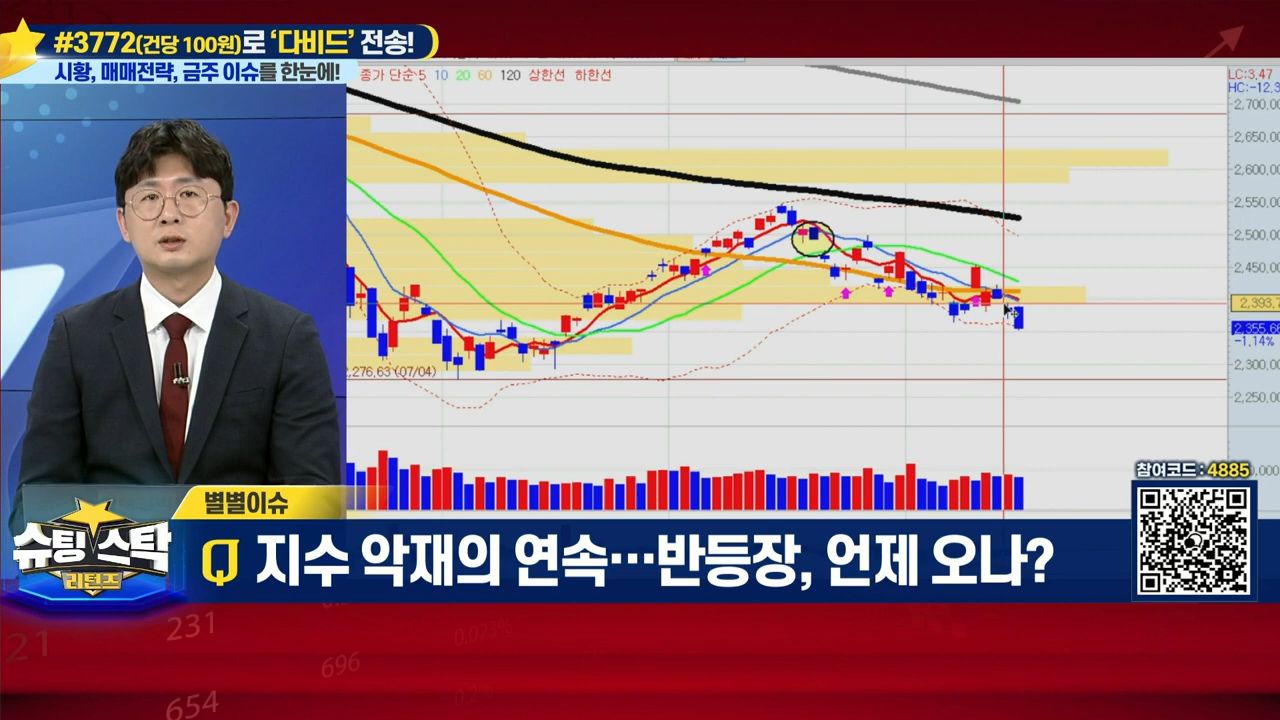 #3772(건당 100원)로 '다비드' 전송!
시황, 매매전략, 금주 이슈를 한눈에!
종가 단순 5 10 20 60 120 상한선 하한선
LC:3,47
HC:-12,3
2,700,00
2,650,00
2,600,00
2,550,00
2,500,00
2,450,00
2,393,7
2,355,66
-1,14%
2,300,00
2,250,00
2,276,63 (07/04)
참여코드 : 4885
별별이슈
슈팅스탁
리턴즈
Q 지수 악재의 연속…반등장, 언제 오나?
21
231
0,023%
696
654